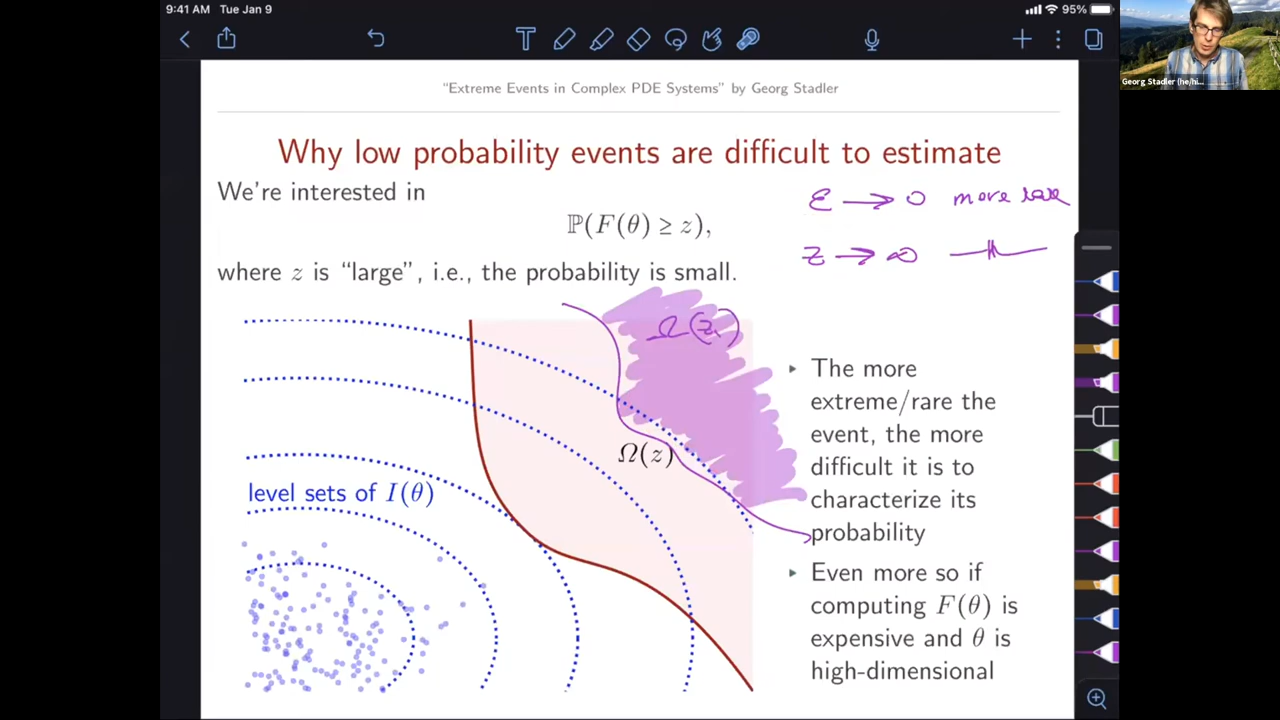 9:41 AM Tue Jan 9
95%
Georg Stadler (he/hi...
"Extreme Events in Complex PDE Systems" by Georg Stadler
Why low probability events are difficult to estimate
We're interested in
ℙ(F(θ) ≥ z),
where z is "large", i.e., the probability is small.
ε → 0 more rare
z → ∞ —〃—
Ω(z₁)
Ω(z)
level sets of I(θ)
▸ The more
extreme/rare the
event, the more
difficult it is to
characterize its
probability
▸ Even more so if
computing F(θ) is
expensive and θ is
high-dimensional